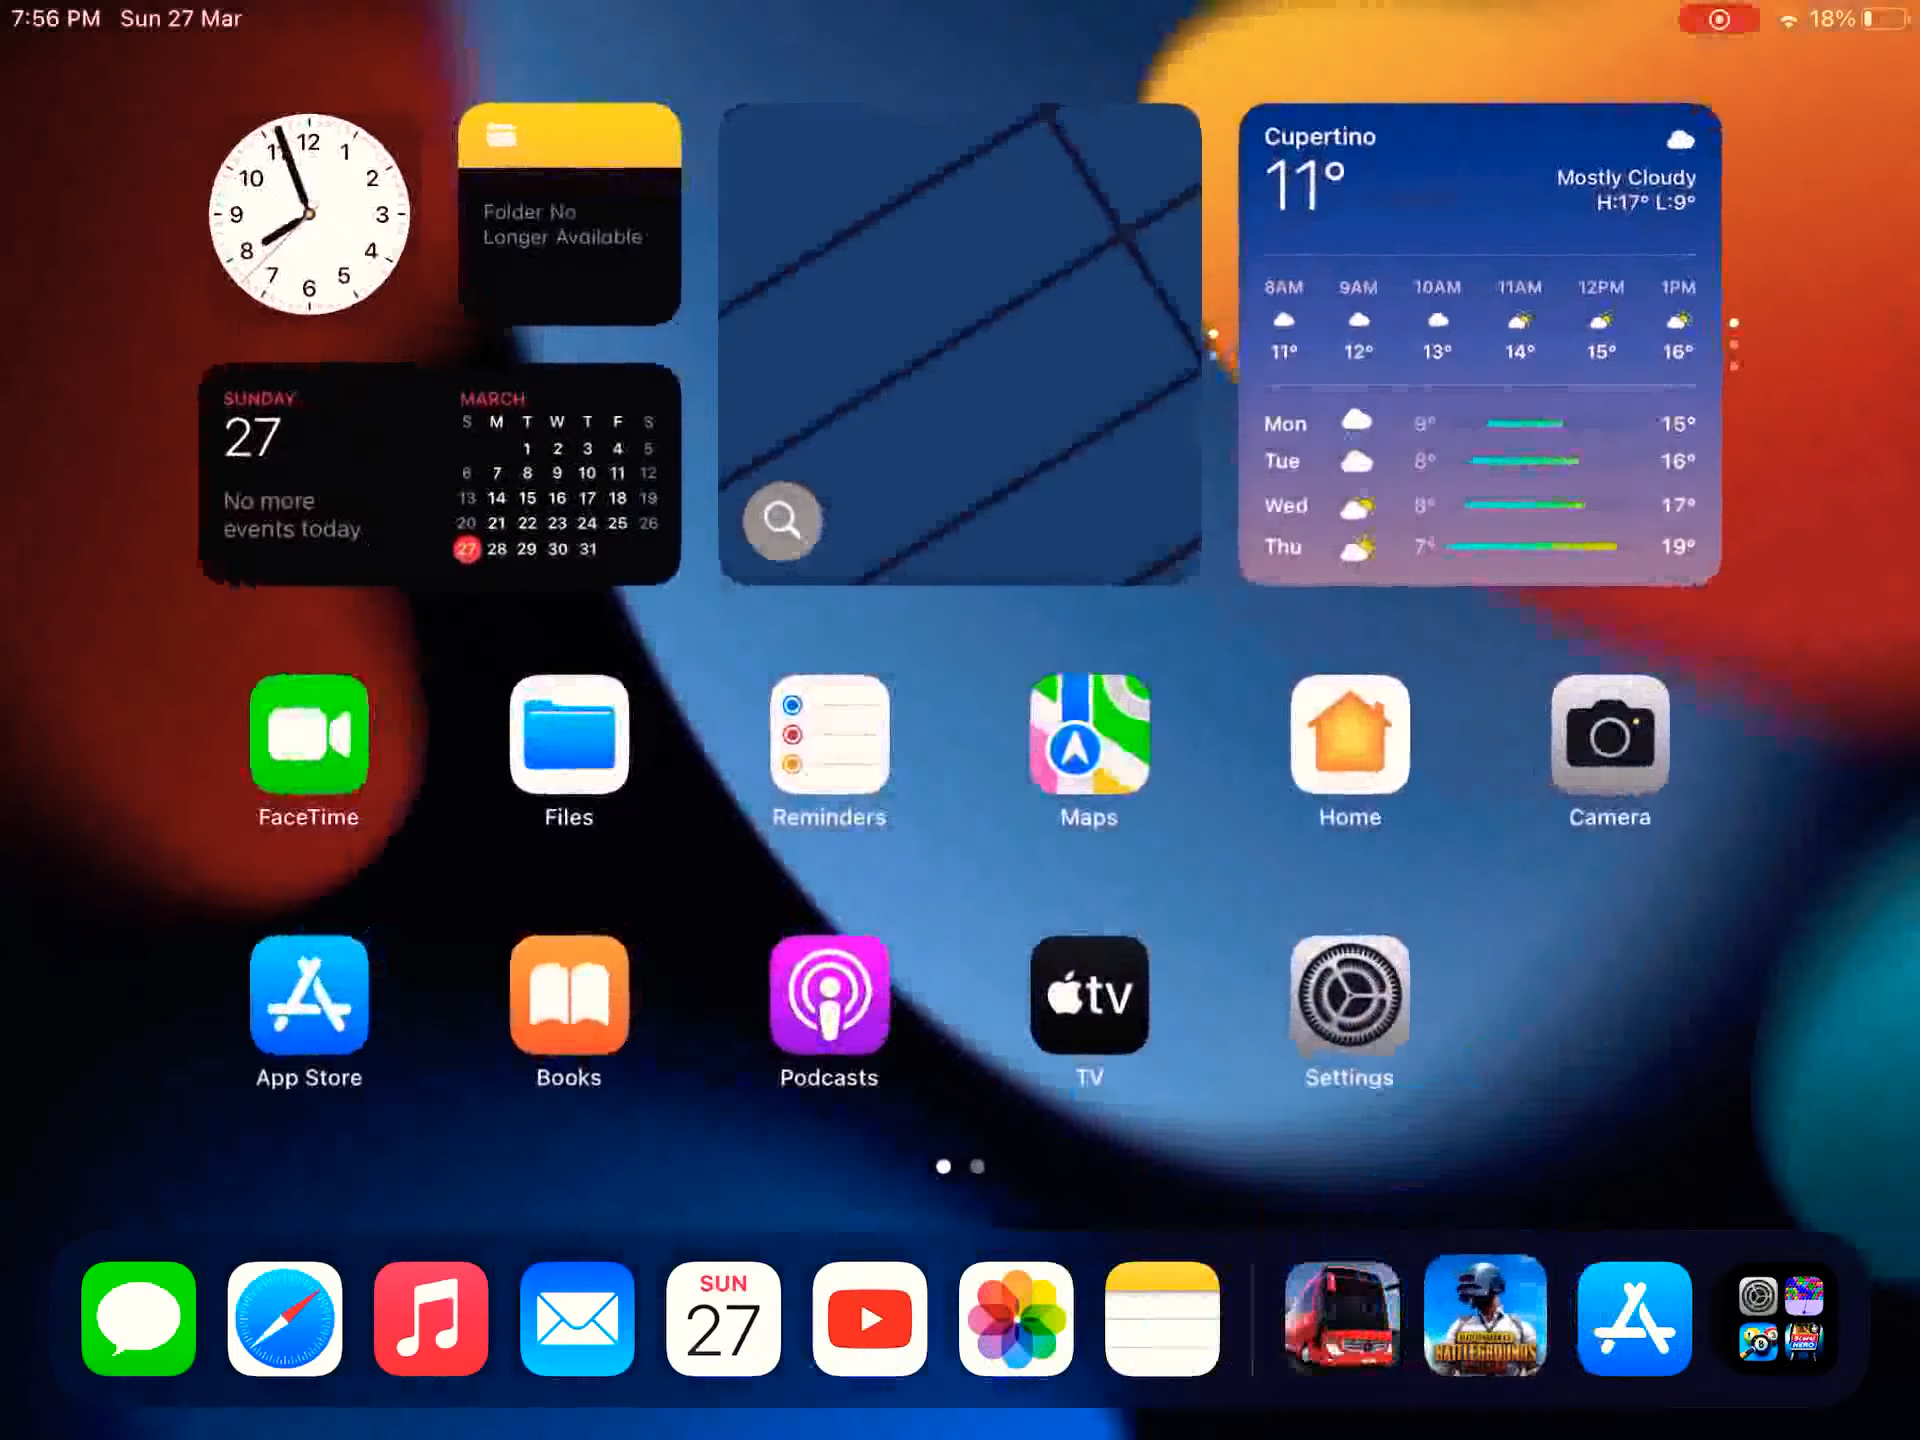 7:56 PM Sun 27 Mar
18%
12
1
2
3
4
5
6
7
8
9
10
11
Folder No
Longer Available
SUNDAY
27
No more
events today
MARCH
S M T W T F S
1 2 3 4 5
6 7 8 9 10 11 12
13 14 15 16 17 18 19
20 21 22 23 24 25 26
27 28 29 30 31
Cupertino
11°
Mostly Cloudy
H:17° L:9°
8AM 9AM 10AM 11AM 12PM 1PM
11° 12° 13° 14° 15° 16°
Mon 9° 15°
Tue 8° 16°
Wed 8° 17°
Thu 7° 19°
FaceTime
Files
Reminders
Maps
Home
Camera
tv
App Store
Books
Podcasts
TV
Settings
SUN
27
BATTLEGROUNDS
HERO